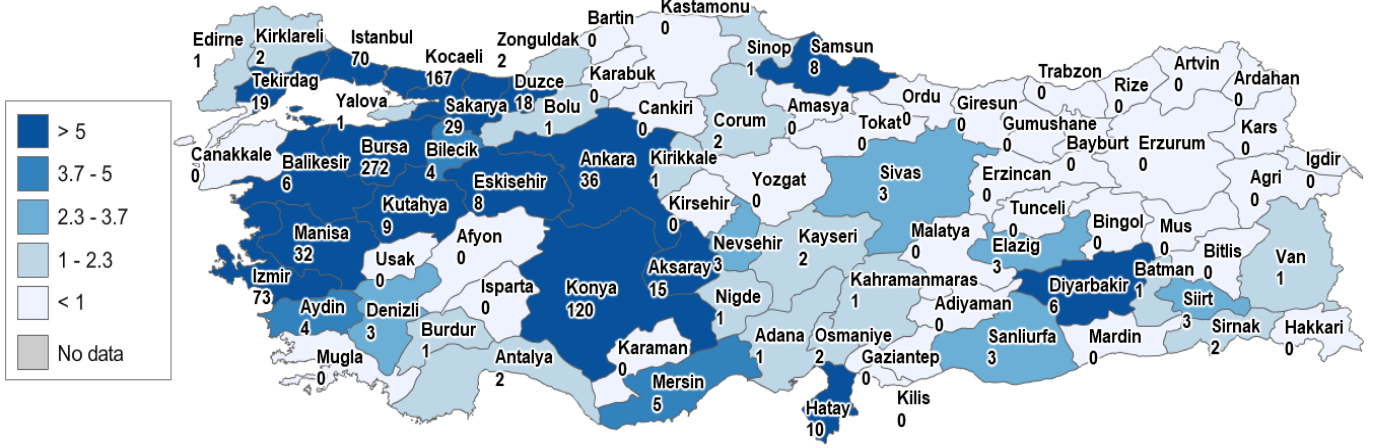 > 5
3.7 - 5
2.3 - 3.7
1 - 2.3
< 1
No data
Edirne
1
Kirklareli
2
Tekirdag
19
Istanbul
70
Kocaeli
167
Yalova
1
Sakarya
29
Zonguldak
2
Duzce
18
Bolu
1
Bartin
0
Karabuk
0
Kastamonu
0
Cankiri
0
Sinop
1
Samsun
8
Corum
2
Amasya
0
Tokat
0
Ordu
0
Giresun
0
Trabzon
0
Gumushane
0
Bayburt
0
Rize
0
Artvin
0
Ardahan
0
Kars
0
Erzurum
0
Igdir
0
Agri
0
Canakkale
0
Balikesir
6
Bursa
272
Bilecik
4
Eskisehir
8
Ankara
36
Kirikkale
1
Kirsehir
0
Yozgat
0
Sivas
3
Erzincan
0
Tunceli
0
Bingol
0
Mus
0
Bitlis
0
Van
1
Kutahya
9
Manisa
32
Izmir
73
Usak
0
Afyon
0
Aydin
4
Denizli
3
Mugla
0
Burdur
1
Isparta
0
Antalya
2
Konya
120
Aksaray
15
Nevsehir
3
Kayseri
2
Nigde
1
Karaman
0
Mersin
5
Adana
1
Osmaniye
2
Hatay
10
Kahramanmaras
1
Malatya
0
Elazig
3
Adiyaman
0
Gaziantep
0
Kilis
0
Sanliurfa
3
Diyarbakir
6
Mardin
0
Batman
1
Siirt
3
Sirnak
2
Hakkari
0